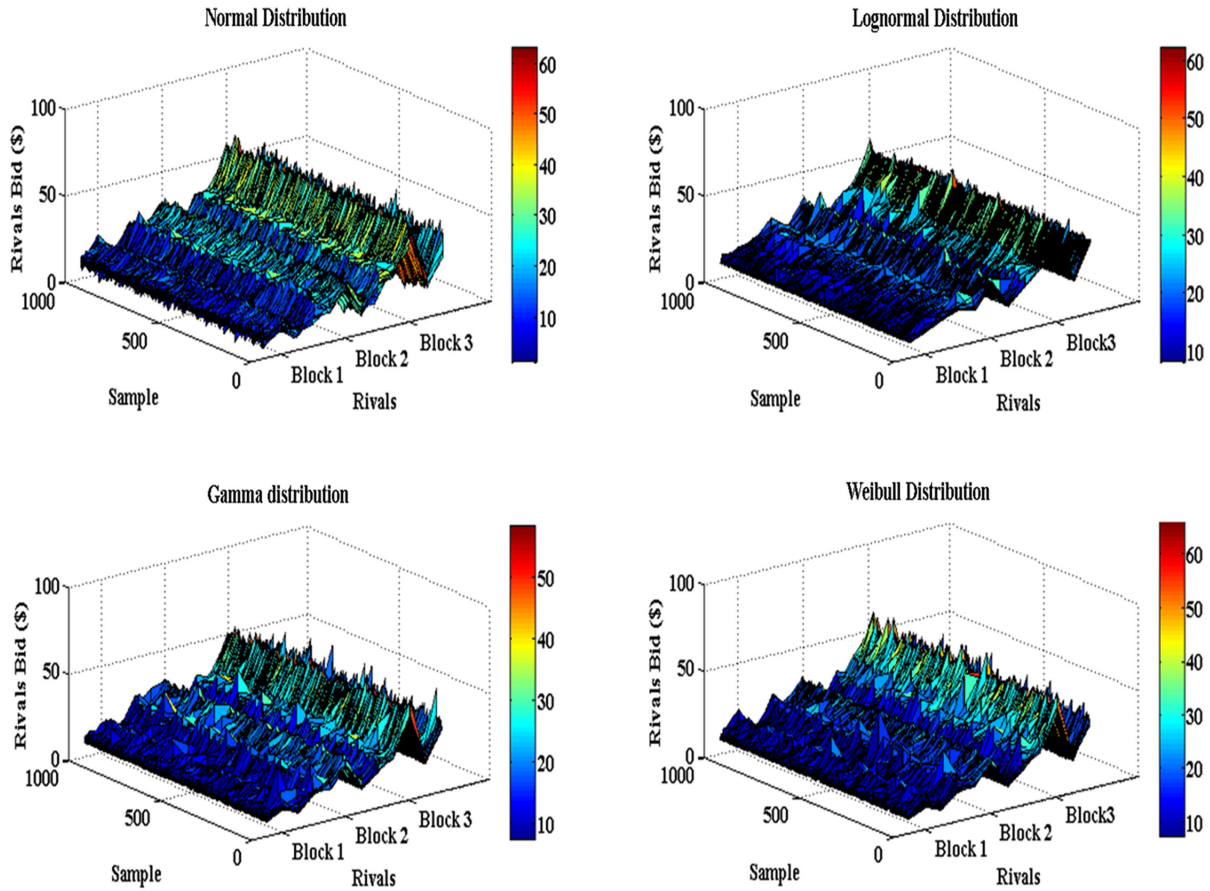 Normal Distribution
Rivals Bid ($)
100
50
0
1000
500
0
Sample
Block 1
Block 2
Block 3
Rivals
60
50
40
30
20
10
Lognormal Distribution
Rivals Bid ($)
100
50
0
1000
500
0
Sample
Block 1
Block 2
Block3
Rivals
60
50
40
30
20
10
Gamma distribution
Rivals Bid ($)
100
50
0
1000
500
0
Sample
Block 1
Block 2
Block 3
Rivals
50
40
30
20
10
Weibull Distribution
Rivals Bid ($)
100
50
0
1000
500
0
Sample
Block 1
Block 2
Block3
Rivals
60
50
40
30
20
10